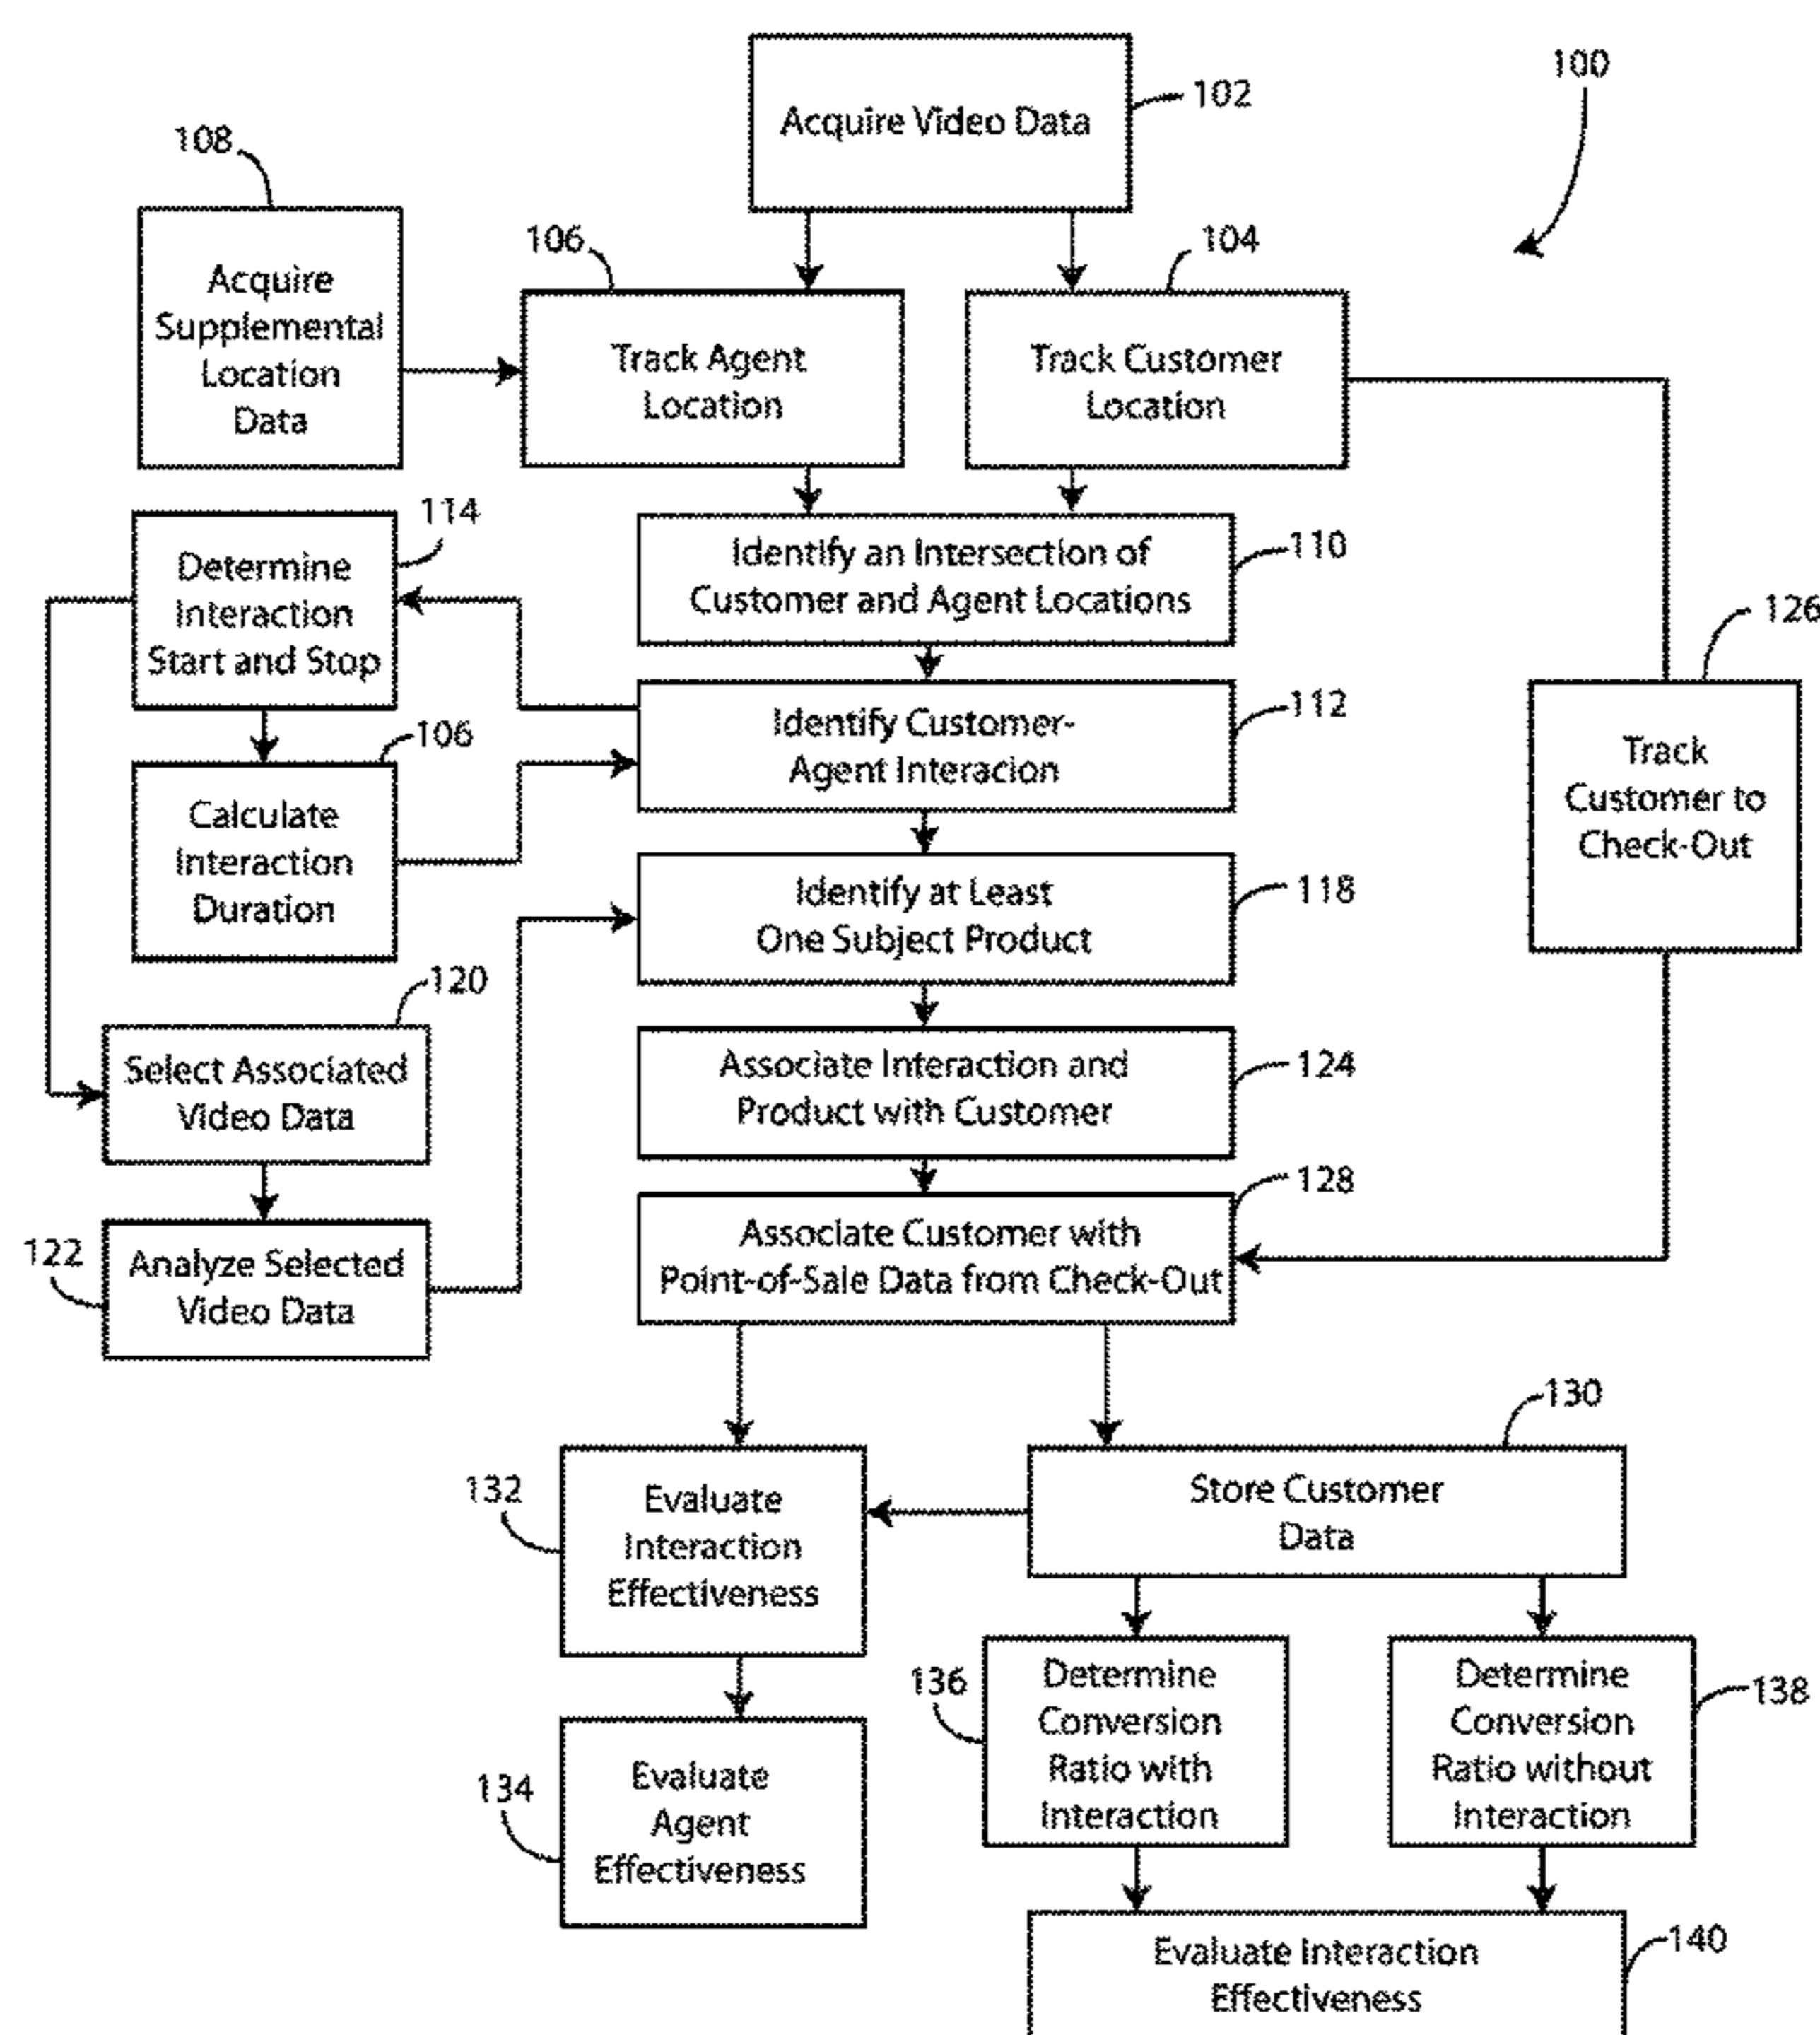 100
102
Acquire Video Data
108
Acquire
Supplemental
Location
Data
106
Track Agent
Location
104
Track Customer
Location
114
Determine
Interaction
Start and Stop
Identify an Intersection of
Customer and Agent Locations
110
126
Track
Customer to
Check-Out
Identify Customer-
Agent Interacion
112
106
Calculate
Interaction
Duration
Identify at Least
One Subject Product
118
120
Select Associated
Video Data
Associate Interaction and
Product with Customer
124
122
Analyze Selected
Video Data
Associate Customer with
Point-of-Sale Data from Check-Out
128
130
Store Customer
Data
132
Evaluate
Interaction
Effectiveness
134
Evaluate
Agent
Effectiveness
136
Determine
Conversion
Ratio with
Interaction
Determine
Conversion
Ratio without
Interaction
138
Evaluate Interaction
Effectiveness
140